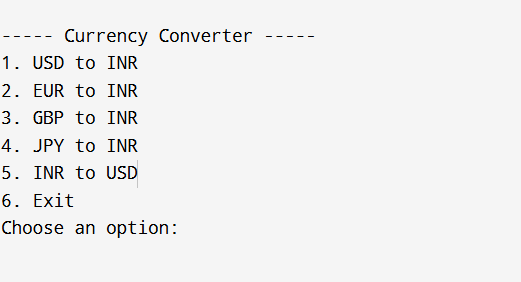 ----- Currency Converter -----
1. USD to INR
2. EUR to INR
3. GBP to INR
4. JPY to INR
5. INR to USD
6. Exit
Choose an option: